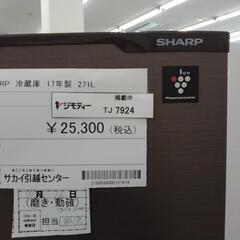 SHARP
Ion
Plasmacluster
RP 冷蔵庫 17年製 271L
ジモティー
掲載中
TJ 7924
￥25,300(税込)
サカイ引越センター
(磨き・動確)
担当